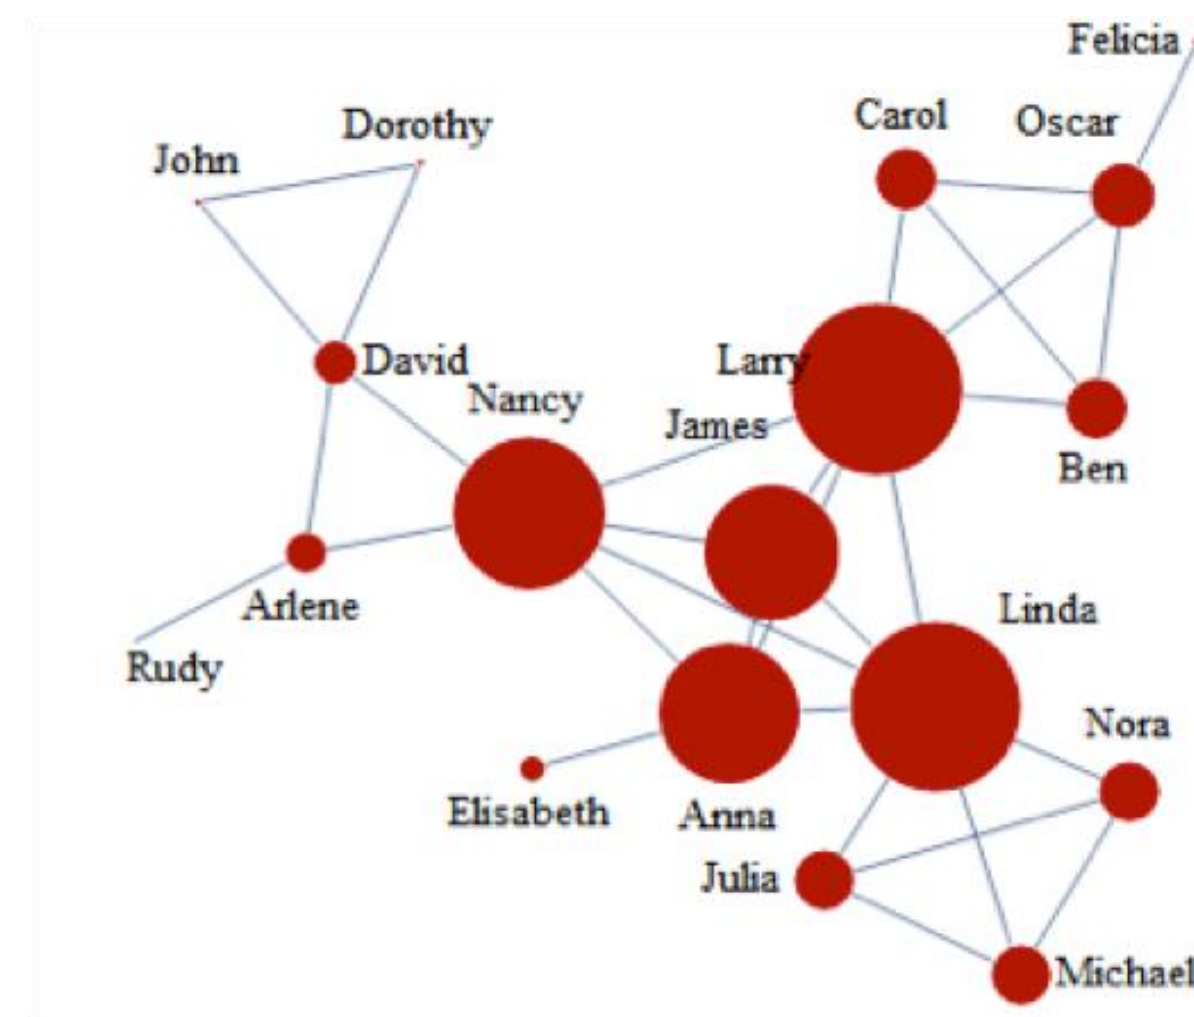 Felicia
Carol
Oscar
Dorothy
John
David
Larry
Nancy
James
Ben
Arlene
Linda
Rudy
Nora
Elisabeth
Anna
Julia
Michael